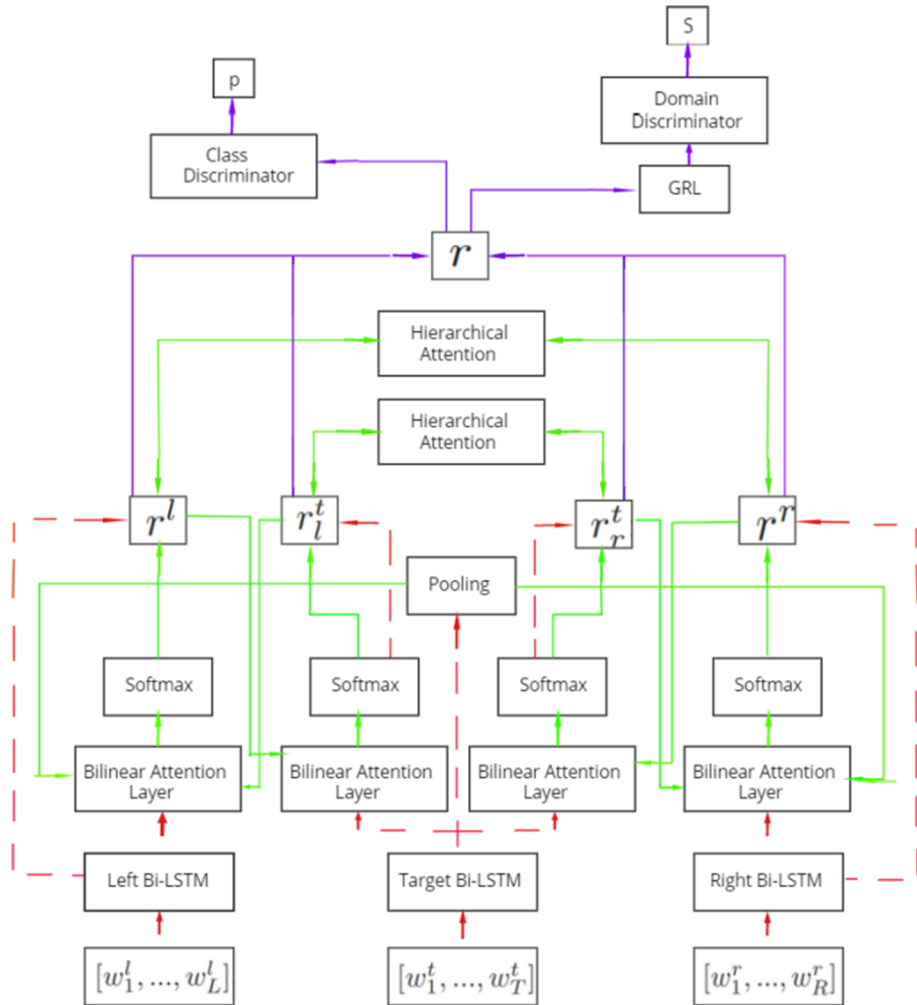 S
p
Domain
Discriminator
Class
Discriminator
GRL
r
Hierarchical
Attention
Hierarchical
Attention
r^l
r_l^t
r_r^t
r^r
Pooling
Softmax
Softmax
Softmax
Softmax
Bilinear Attention
Layer
Bilinear Attention
Layer
Bilinear Attention
Layer
Bilinear Attention
Layer
Left Bi-LSTM
Target Bi-LSTM
Right Bi-LSTM
[w_1^l, ..., w_L^l]
[w_1^t, ..., w_T^t]
[w_1^r, ..., w_R^r]